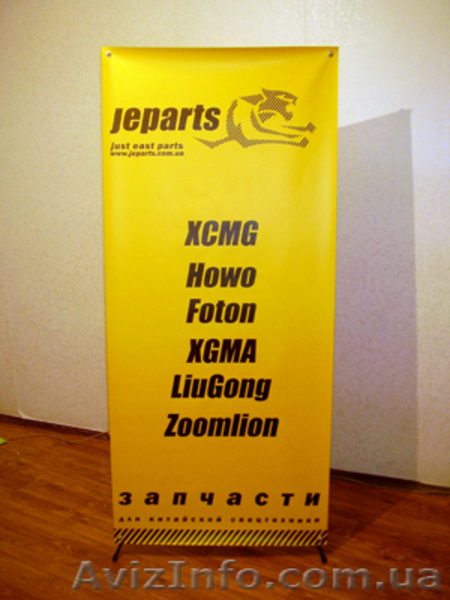 jeparts
just east parts
www.jeparts.com.ua
XCMG
Howo
Foton
XGMA
LiuGong
Zoomlion
запчасти
для китайской спецтехники
AvizInfo.com.ua